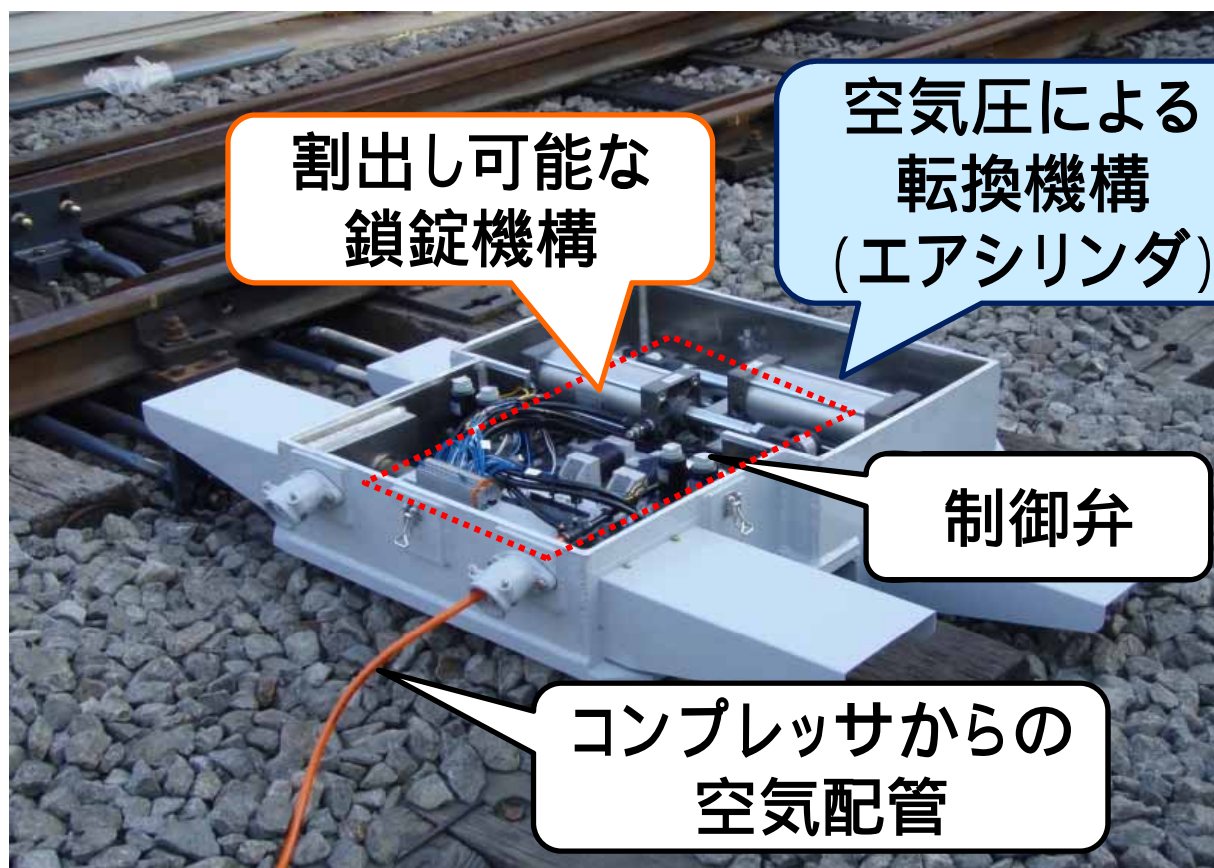 割出し可能な
鎖錠機構
空気圧による
転換機構
(エアシリンダ)
制御弁
コンプレッサからの
空気配管